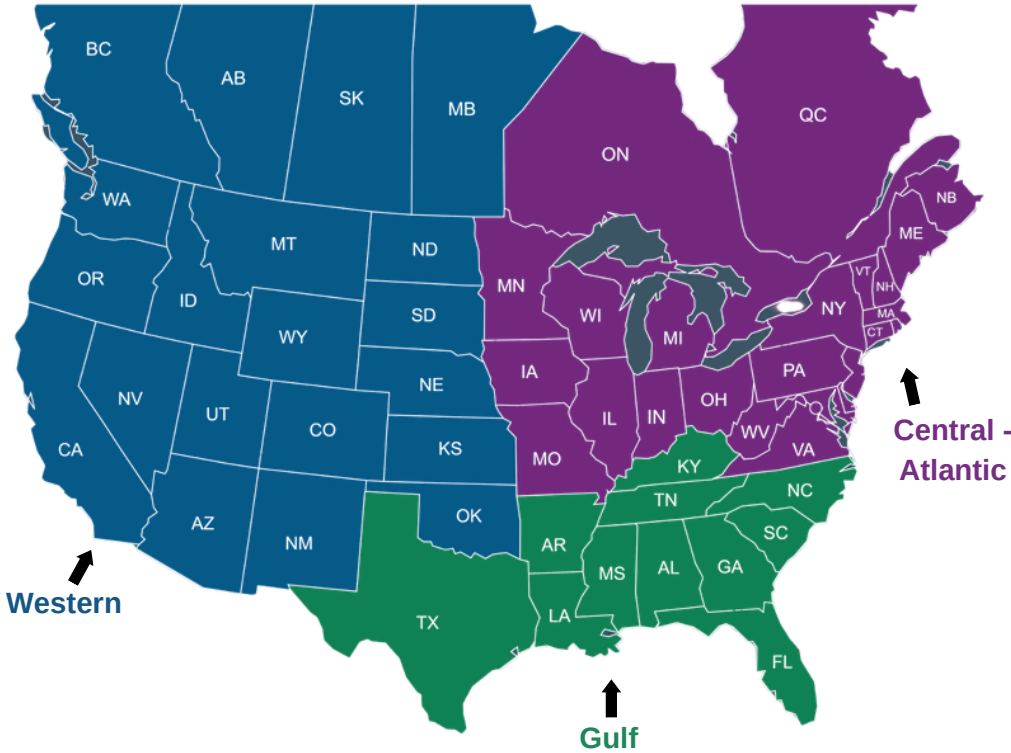 BC
AB
SK
MB
ON
QC
NB
ME
WA
MT
ND
MN
VT
NH
OR
ID
SD
WI
MI
NY
MA
CT
WY
NE
IA
PA
NV
UT
CO
KS
IL
IN
OH
WV
VA
CA
MO
KY
AZ
NM
OK
TN
NC
AR
SC
MS
AL
GA
TX
LA
FL
Central -
Atlantic
Western
Gulf